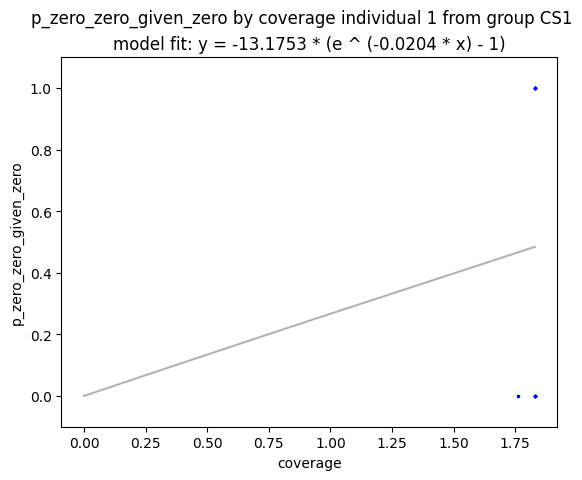 p_zero_zero_given_zero by coverage individual 1 from group CS1
model fit: y = -13.1753 * (e ^ (-0.0204 * x) - 1)
1.0
0.8
0.6
0.4
0.2
0.0
p_zero_zero_given_zero
0.00 0.25 0.50 0.75 1.00 1.25 1.50 1.75
coverage